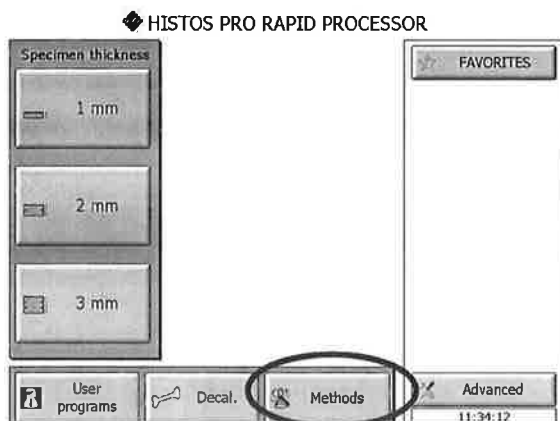 HISTOS PRO RAPID PROCESSOR
Specimen thickness
FAVORITES
1 mm
2 mm
3 mm
User
programs
Decal.
Methods
Advanced
11:34:12